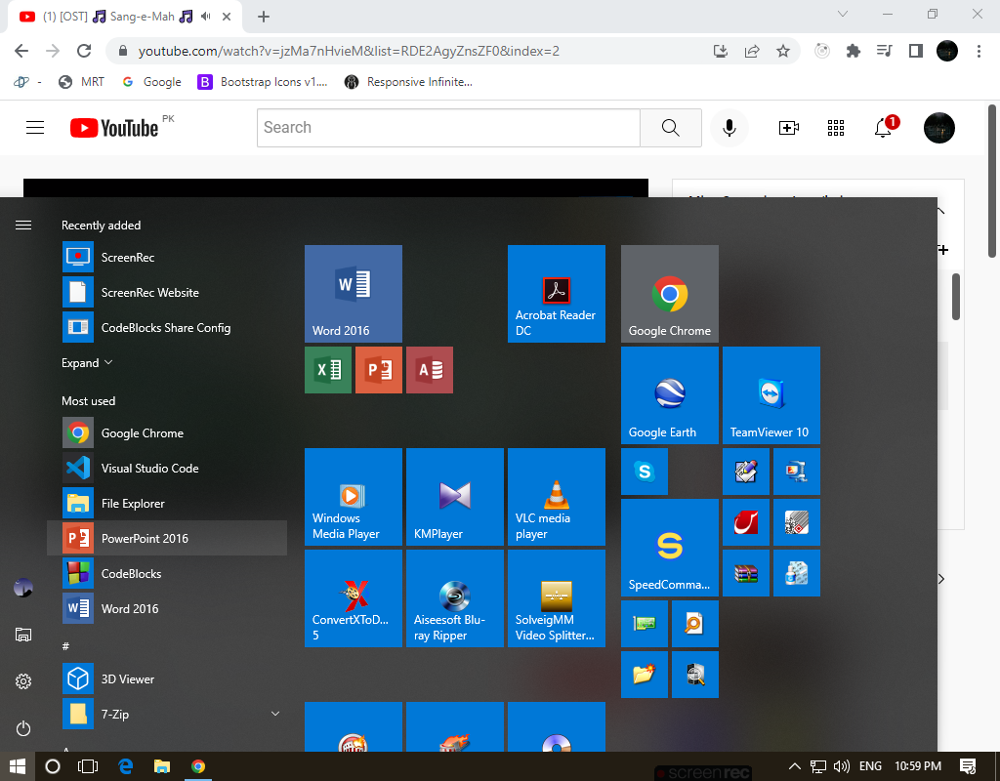 (1) [OST] 🎵 Sang-e-Mah 🎵
youtube.com/watch?v=jzMa7nHvieM&list=RDE2AgyZnsZF0&index=2
-
MRT
Google
Bootstrap Icons v1....
Responsive Infinite...
YouTube PK
Search
1
Recently added
ScreenRec
ScreenRec Website
CodeBlocks Share Config
Expand
Most used
Google Chrome
Visual Studio Code
File Explorer
PowerPoint 2016
CodeBlocks
Word 2016
#
3D Viewer
7-Zip
Word 2016
Acrobat Reader
DC
Google Chrome
Google Earth
TeamViewer 10
Windows
Media Player
KMPlayer
VLC media
player
SpeedComma...
ConvertXToD...
5
Aiseesoft Blu-
ray Ripper
SolveigMM
Video Splitter...
screenrec
ENG
10:59 PM